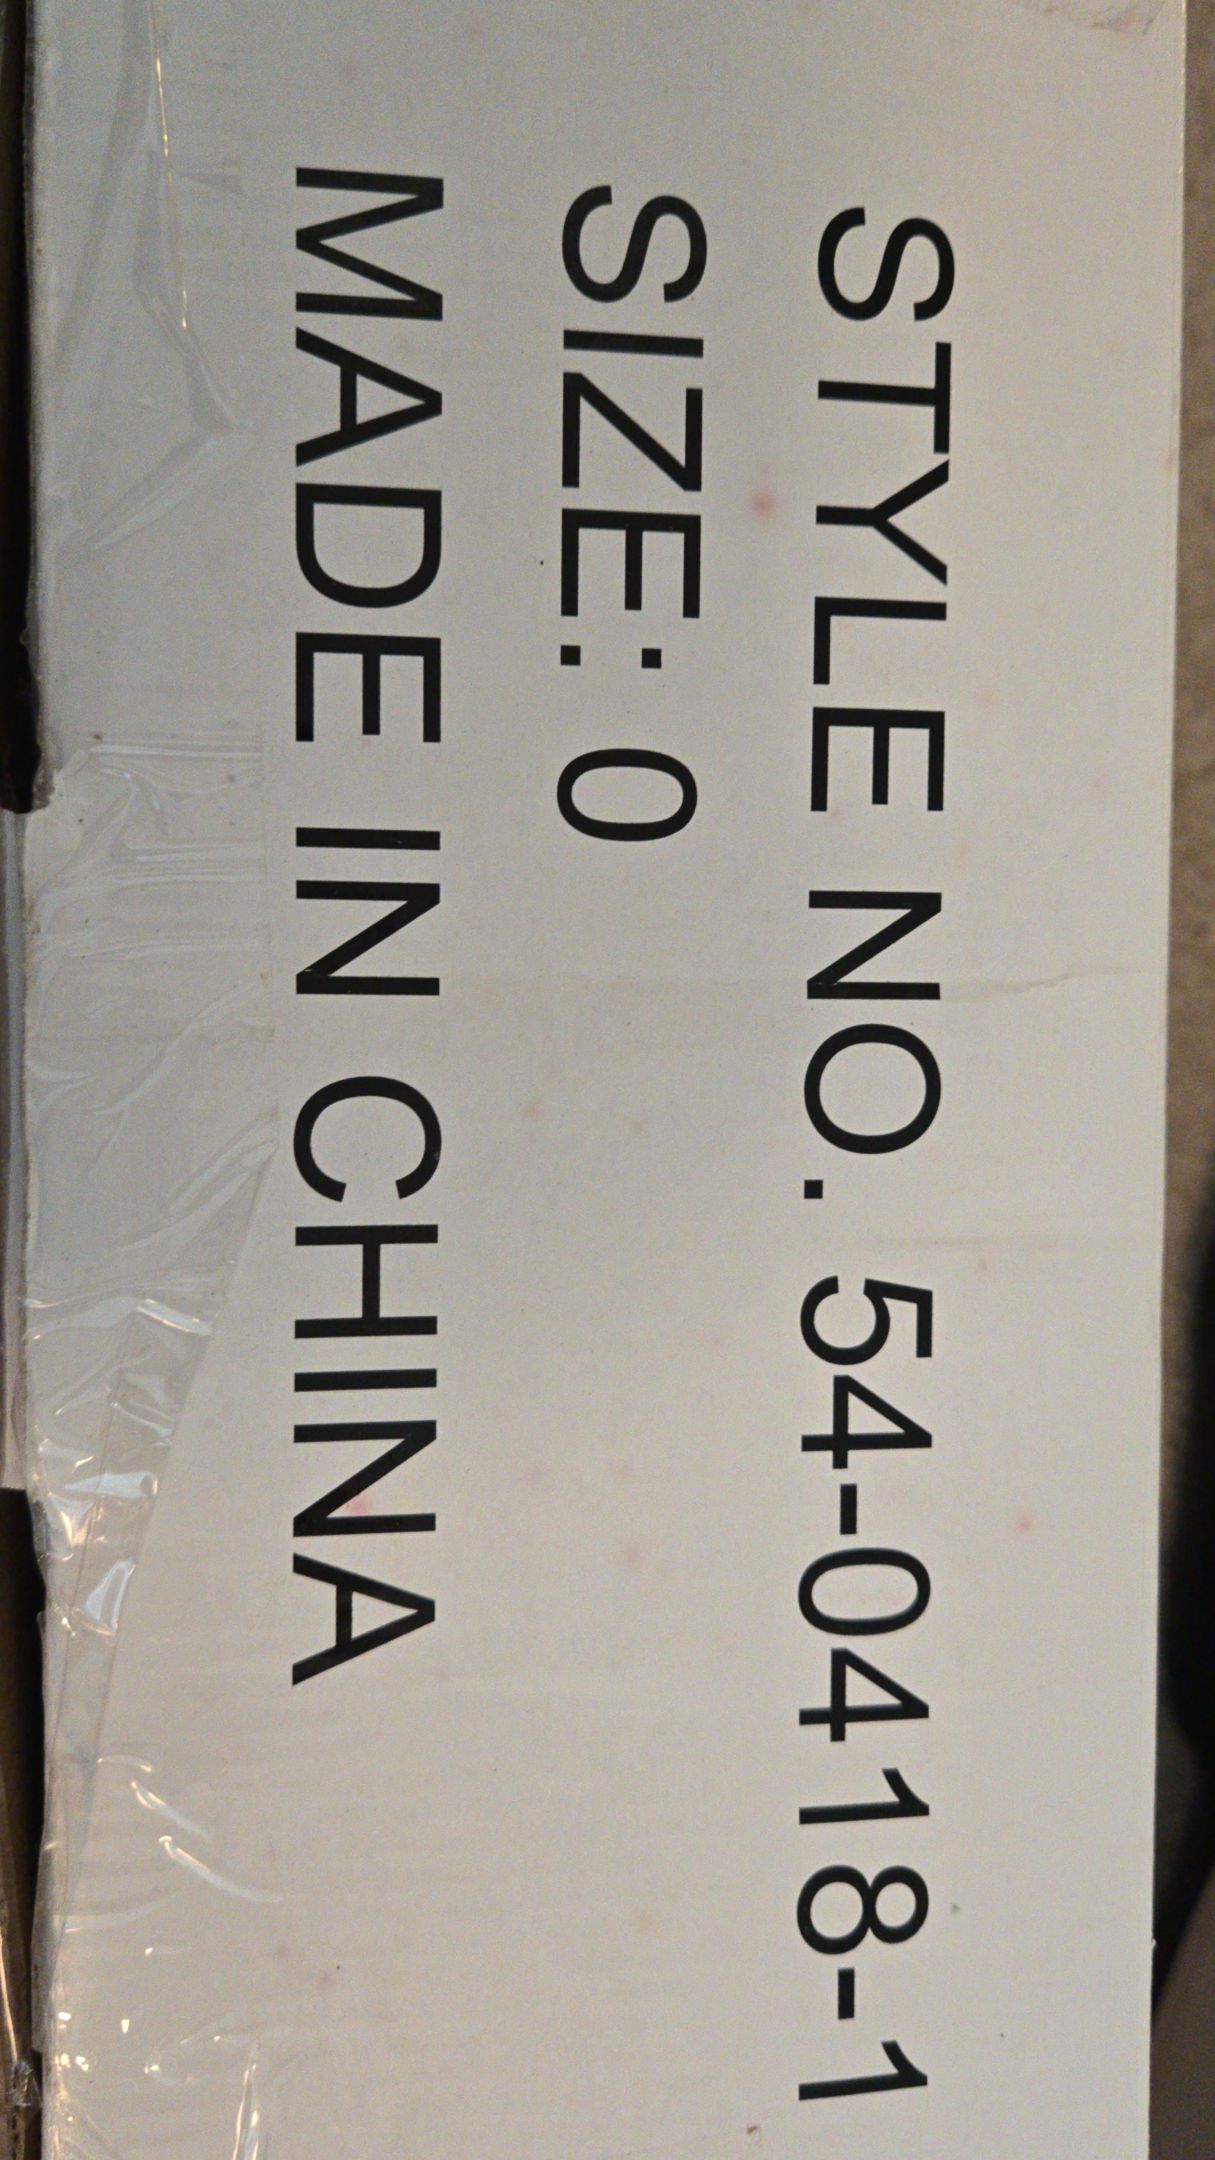 STYLE NO. 54-0418-1
SIZE: 0
MADE IN CHINA